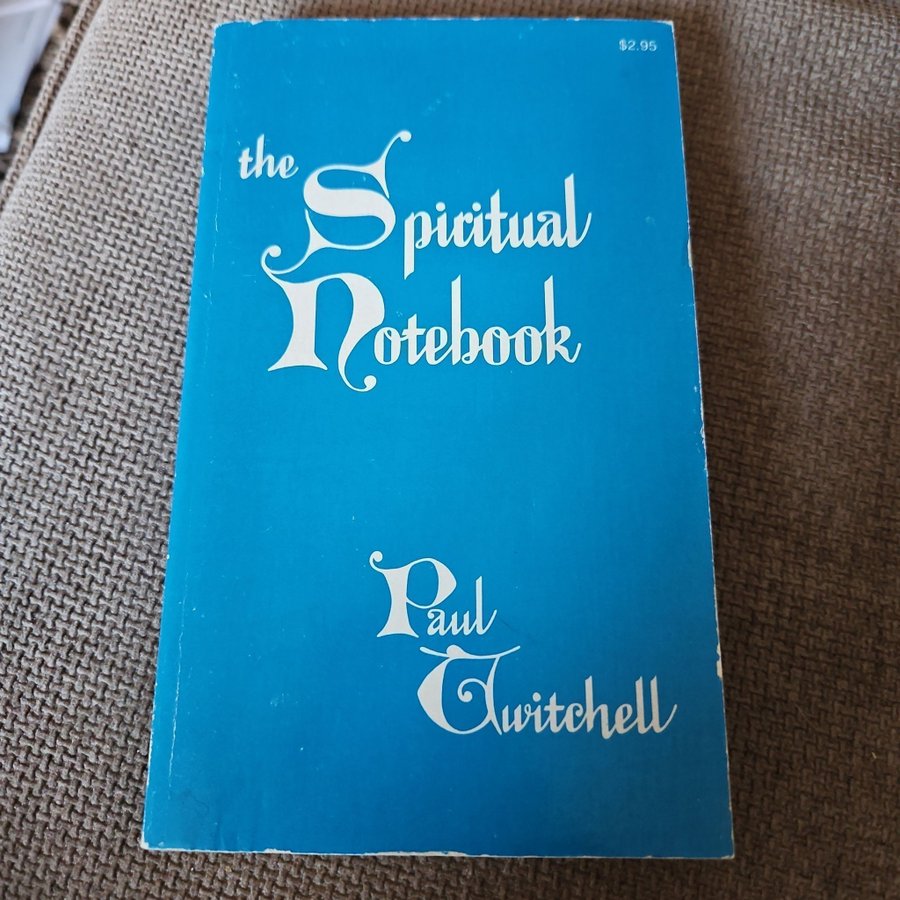 $2.95
the Spiritual
Notebook
Paul
Twitchell